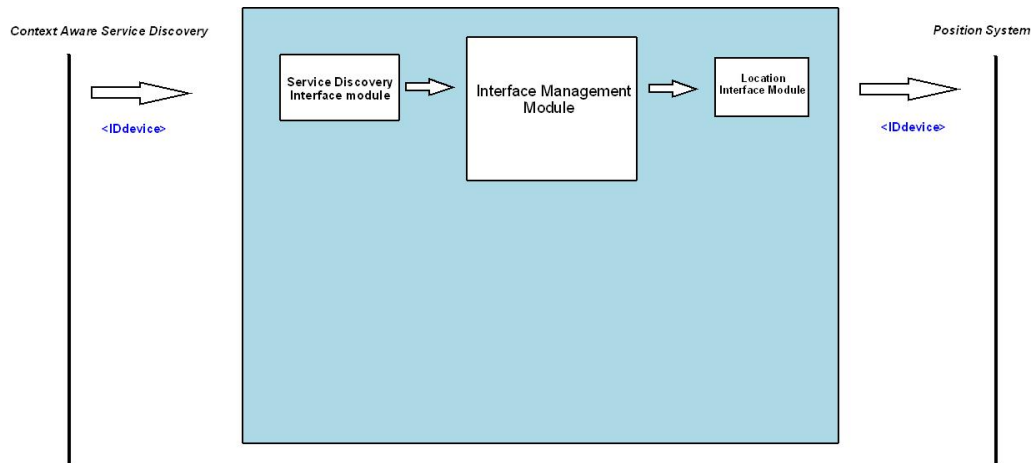 Context Aware Service Discovery
Position System
Service Discovery
Interface module
Interface Management
Module
Location
Interface Module
<IDdevice>
<IDdevice>